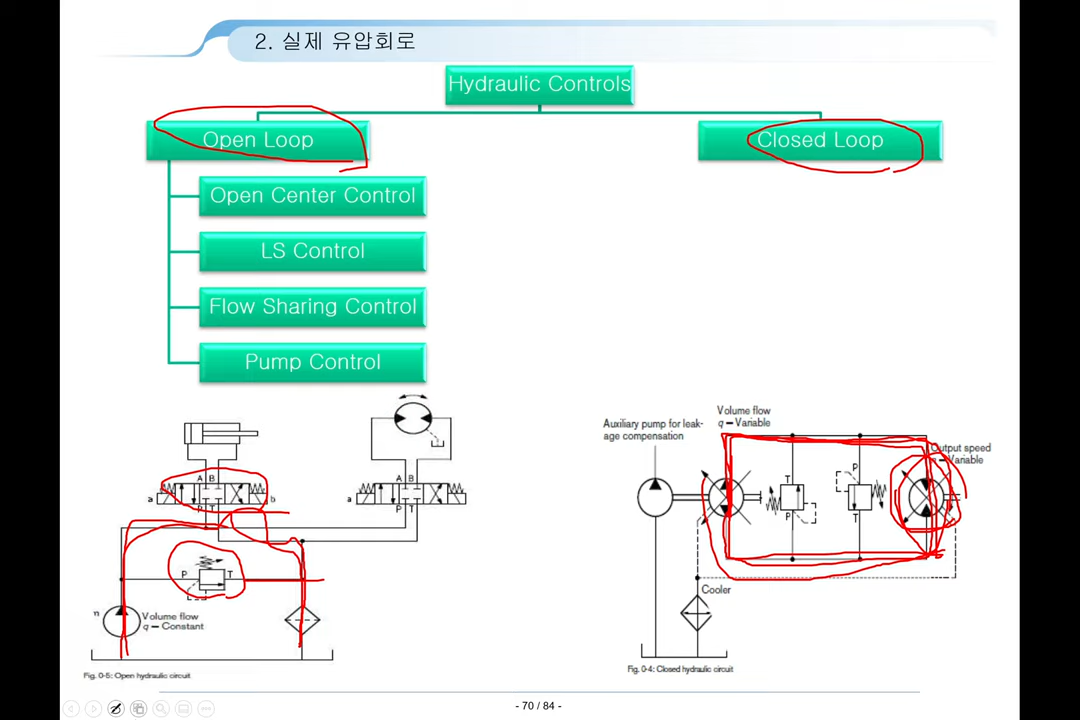 2. 실제 유압회로
Hydraulic Controls
Open Loop
Closed Loop
Open Center Control
LS Control
Flow Sharing Control
Pump Control
A B
a
b
P T
P
T
n
Volume flow
q = Constant
Fig. 0-5: Open hydraulic circuit
A B
a
P T
Auxiliary pump for leak-
age compensation
Volume flow
q = Variable
Output speed
n = Variable
T
P
P
T
Cooler
Fig. 0-4: Closed hydraulic circuit
- 70 / 84 -